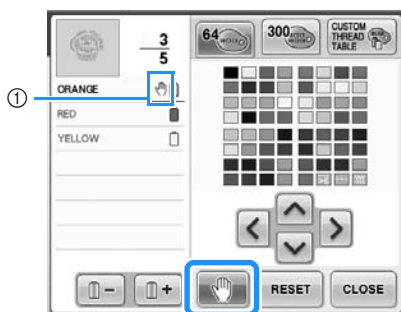 3
5
64
300
CUSTOM
THREAD
TABLE
①
ORANGE
RED
YELLOW
−
+
RESET
CLOSE